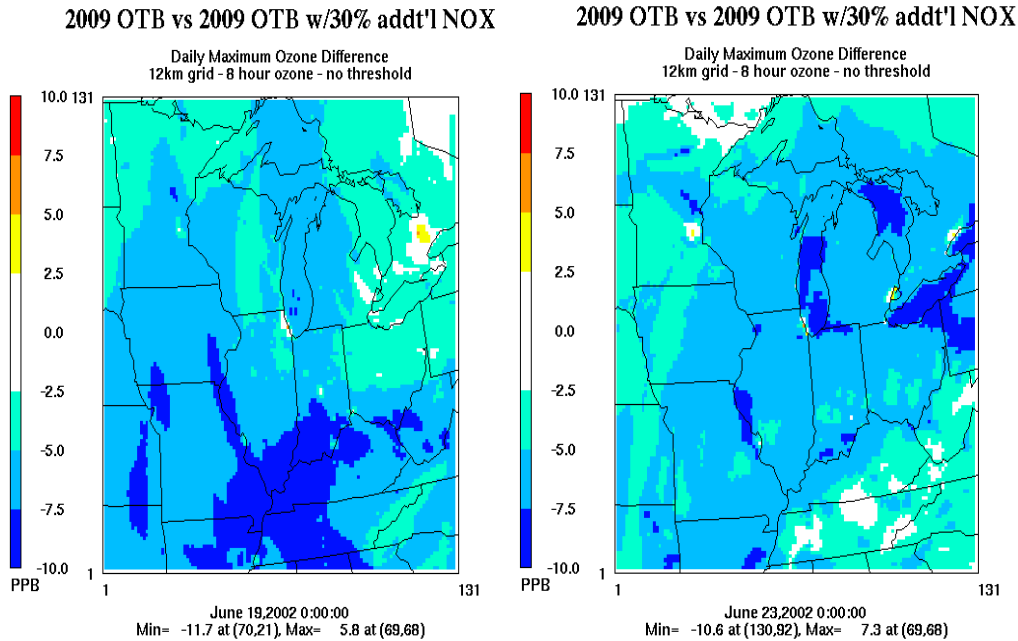 2009 OTB vs 2009 OTB w/30% addt'l NOX
Daily Maximum Ozone Difference
12km grid - 8 hour ozone - no threshold
10.0
7.5
5.0
2.5
0.0
-2.5
-5.0
-7.5
-10.0
PPB
131
1
131
June 19,2002 0:00:00
Min= -11.7 at (70,21), Max= 5.8 at (69,68)
2009 OTB vs 2009 OTB w/30% addt'l NOX
Daily Maximum Ozone Difference
12km grid - 8 hour ozone - no threshold
10.0
7.5
5.0
2.5
0.0
-2.5
-5.0
-7.5
-10.0
PPB
131
1
131
June 23,2002 0:00:00
Min= -10.6 at (130,92), Max= 7.3 at (69,68)